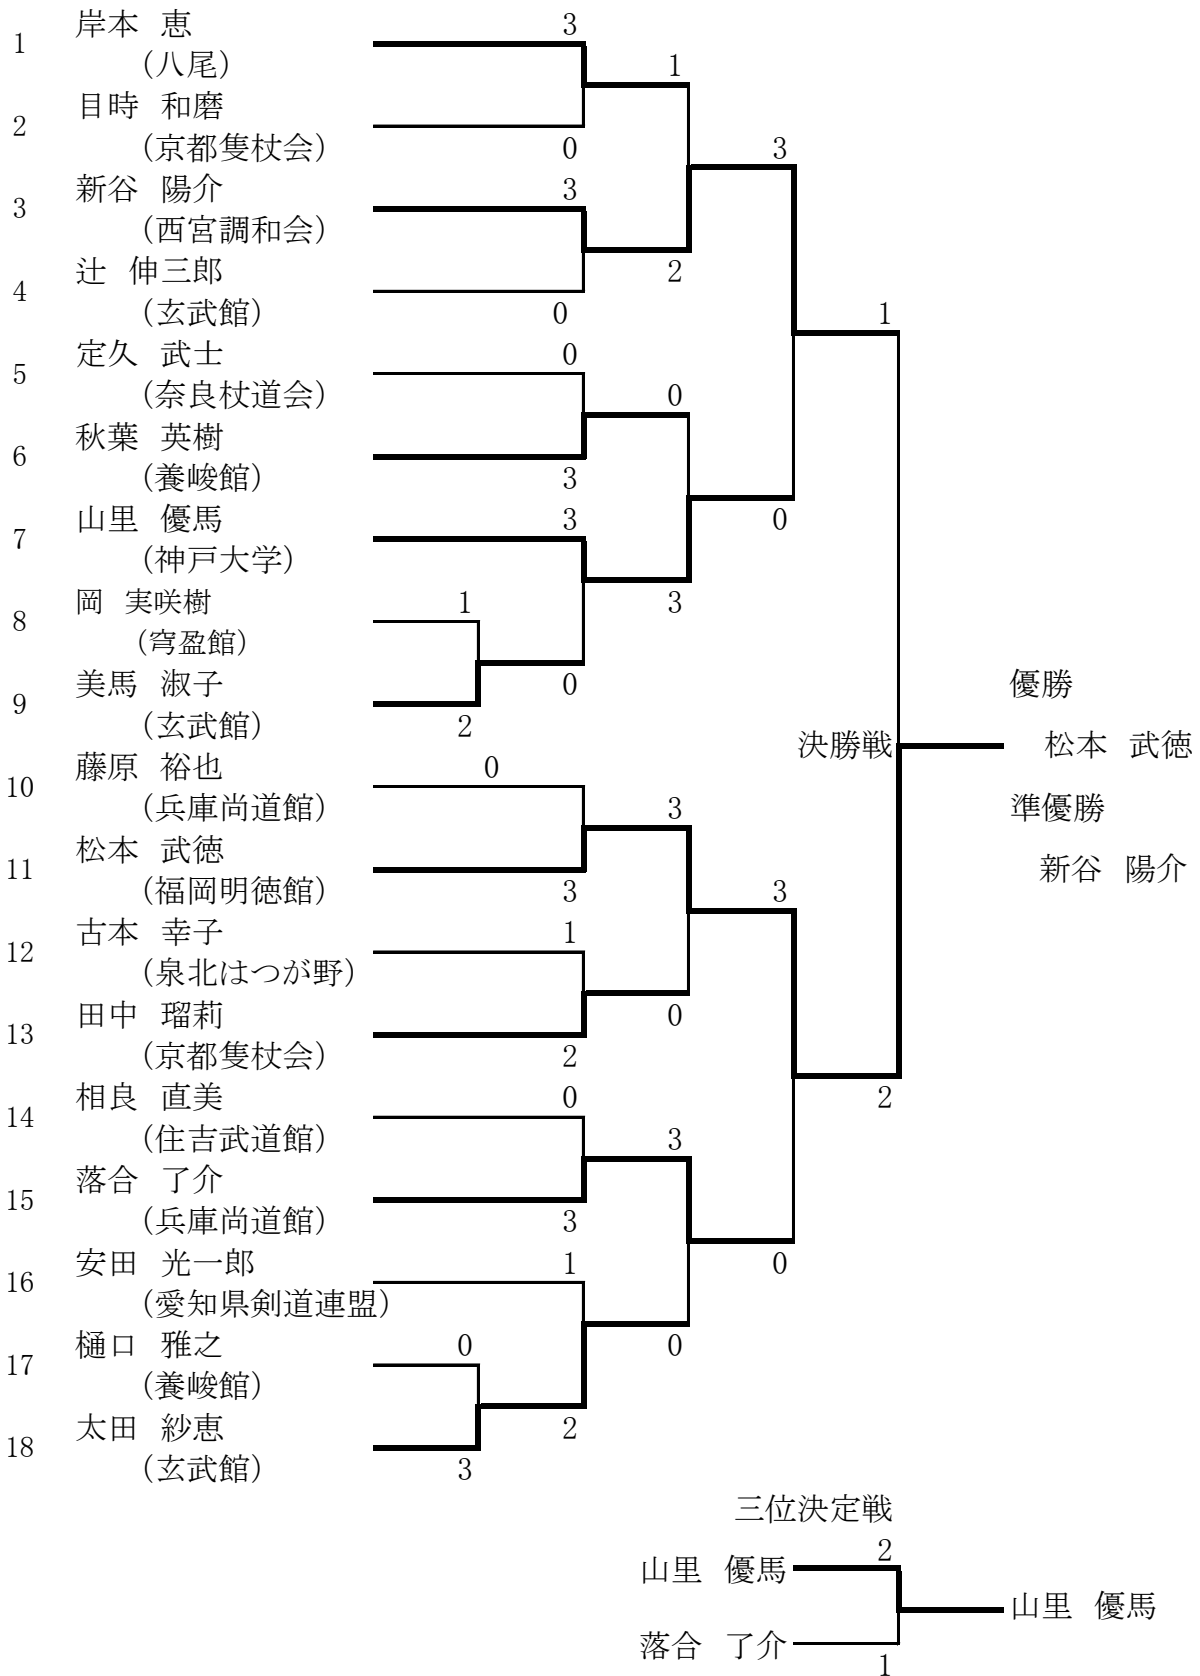 1 岸本 恵 3
(八尾) 1
2 目時 和磨
(京都隻杖会) 0 3
3 新谷 陽介 3
(西宮調和会)
4 辻 伸三郎 2
(玄武館) 0 1
5 定久 武士 0
(奈良杖道会) 0
6 秋葉 英樹
(養峻館) 3
7 山里 優馬 3 0
(神戸大学)
8 岡 実咲樹 1 3
(穹盈館)
9 美馬 淑子 0 優勝
(玄武館) 2
決勝戦 松本 武徳
10 藤原 裕也 0
(兵庫尚道館) 3 準優勝
11 松本 武徳
新谷 陽介
(福岡明徳館) 3 3
12 古本 幸子 1
(泉北はつが野)
13 田中 瑠莉 0
(京都隻杖会) 2
14 相良 直美 0 2
(住吉武道館) 3
15 落合 了介
(兵庫尚道館) 3
16 安田 光一郎 1 0
(愛知県剣道連盟)
17 樋口 雅之 0 0
(養峻館)
18 太田 紗恵 2
(玄武館) 3
三位決定戦
2
山里 優馬
山里 優馬
落合 了介
1